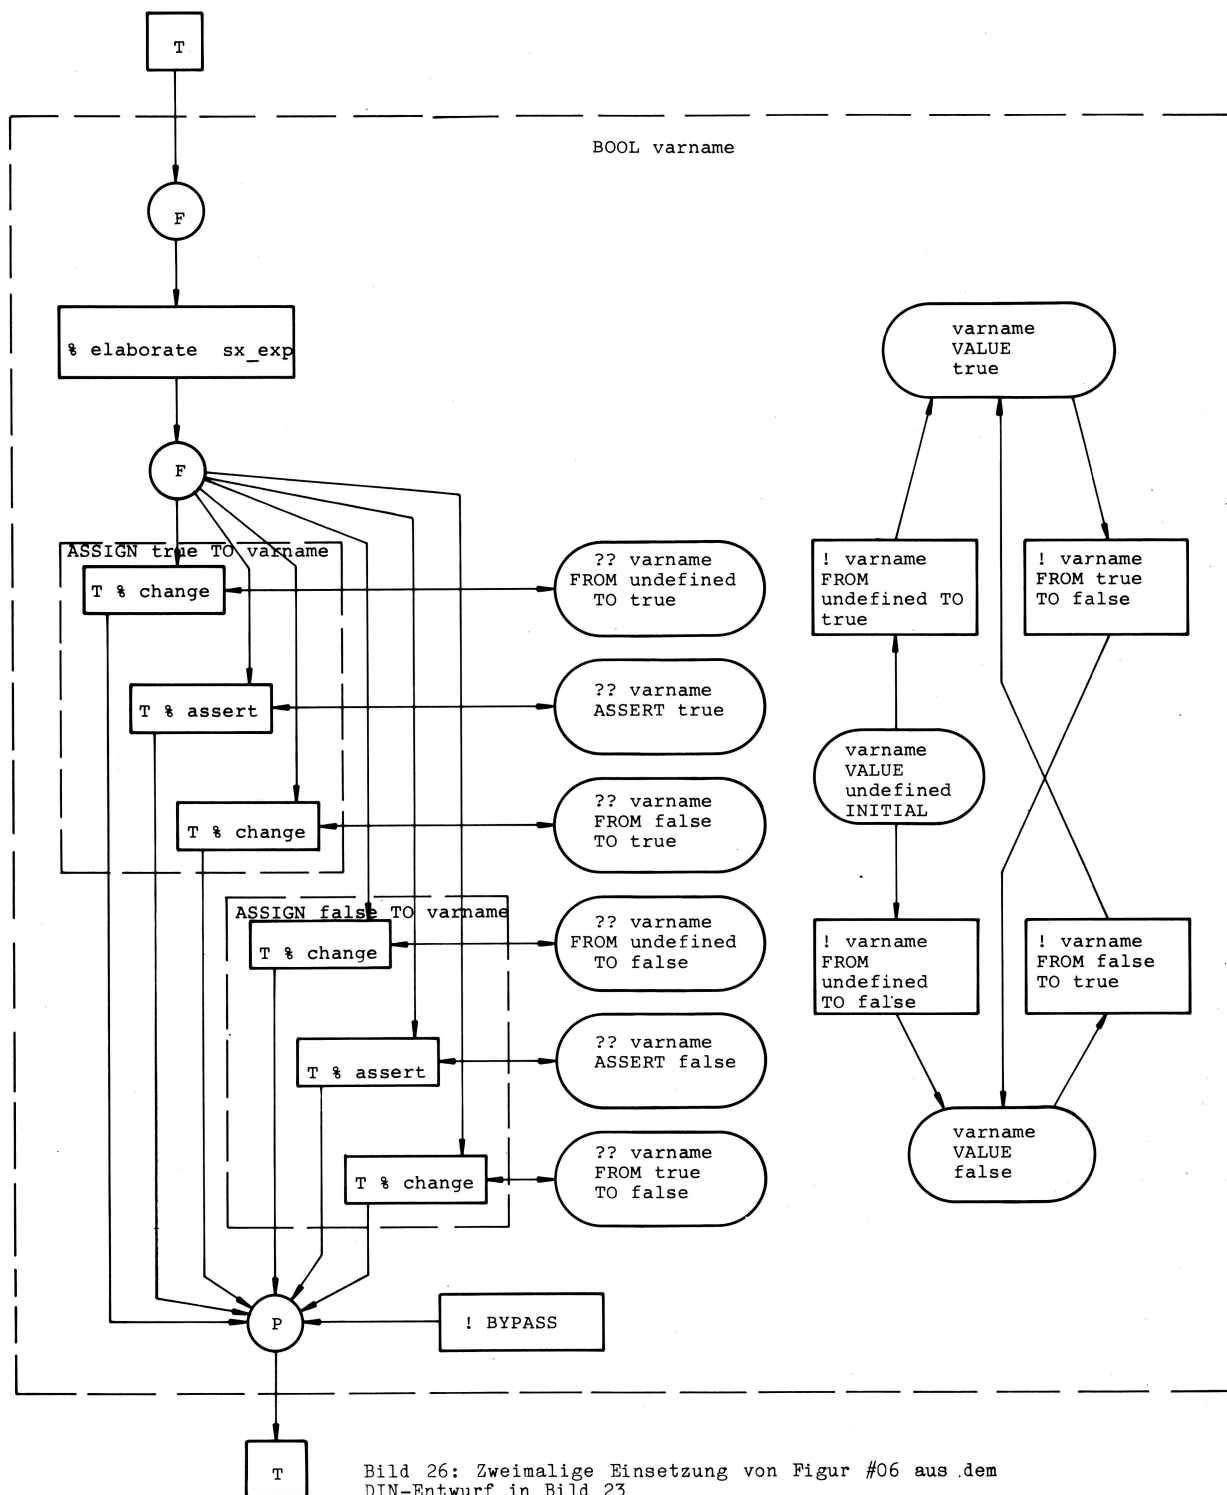 T
BOOL varname
F
% elaborate sx_exp
varname
VALUE
true
F
ASSIGN true TO varname
T % change
?? varname
FROM undefined
TO true
! varname
FROM
undefined TO
true
! varname
FROM true
TO false
T % assert
?? varname
ASSERT true
varname
VALUE
undefined
INITIAL
T % change
?? varname
FROM false
TO true
ASSIGN false TO varname
T % change
?? varname
FROM undefined
TO false
! varname
FROM
undefined
TO false
! varname
FROM false
TO true
T % assert
?? varname
ASSERT false
varname
VALUE
false
T % change
?? varname
FROM true
TO false
P
! BYPASS
T
Bild 26: Zweimalige Einsetzung von Figur #06 aus dem
DIN-Entwurf in Bild 23